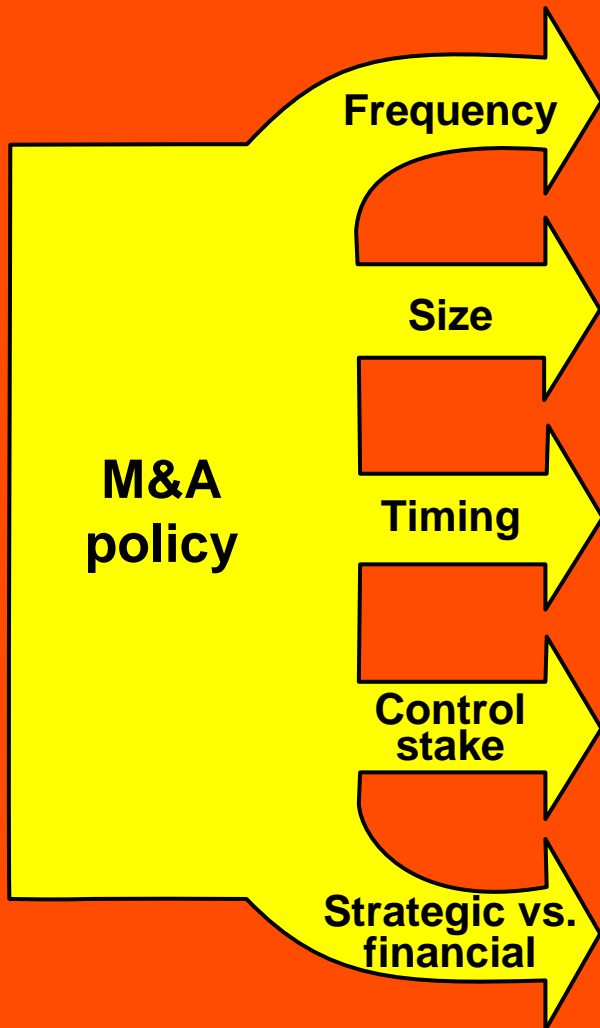 Frequency
Size
M&A
policy
Timing
Control
stake
Strategic vs.
financial